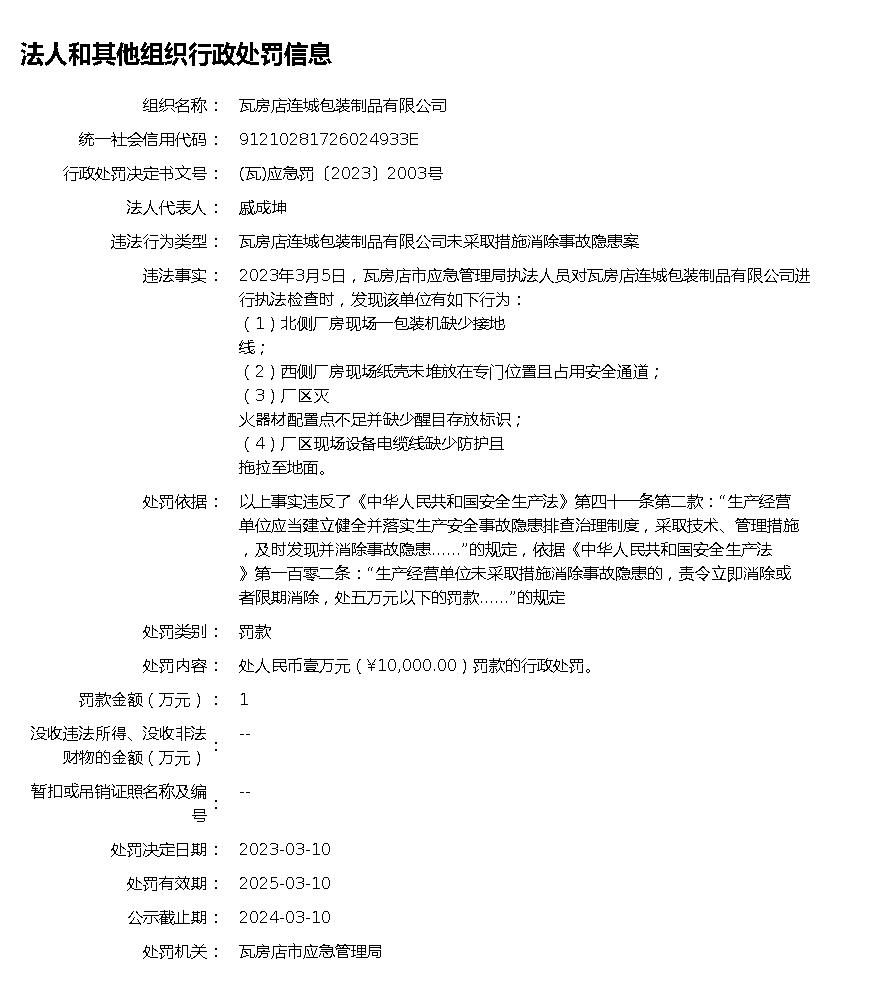 法人和其他组织行政处罚信息
组织名称： 瓦房店连城包装制品有限公司
统一社会信用代码： 91210281726024933E
行政处罚决定书文号： (瓦)应急罚〔2023〕2003号
法人代表人： 戚成坤
违法行为类型： 瓦房店连城包装制品有限公司未采取措施消除事故隐患案
违法事实： 2023年3月5日，瓦房店市应急管理局执法人员对瓦房店连城包装制品有限公司进
行执法检查时，发现该单位有如下行为：
（1）北侧厂房现场一包装机缺少接地
线；
（2）西侧厂房现场纸壳未堆放在专门位置且占用安全通道；
（3）厂区灭
火器材配置点不足并缺少醒目存放标识；
（4）厂区现场设备电缆线缺少防护且
拖拉至地面。
处罚依据： 以上事实违反了《中华人民共和国安全生产法》第四十一条第二款：“生产经营
单位应当建立健全并落实生产安全事故隐患排查治理制度，采取技术、管理措施
，及时发现并消除事故隐患……”的规定，依据《中华人民共和国安全生产法
》第一百零二条：“生产经营单位未采取措施消除事故隐患的，责令立即消除或
者限期消除，处五万元以下的罚款……”的规定
处罚类别： 罚款
处罚内容： 处人民币壹万元（¥10,000.00）罚款的行政处罚。
罚款金额（万元）： 1
没收违法所得、没收非法
财物的金额（万元）： --
暂扣或吊销证照名称及编
号： --
处罚决定日期： 2023-03-10
处罚有效期： 2025-03-10
公示截止期： 2024-03-10
处罚机关： 瓦房店市应急管理局